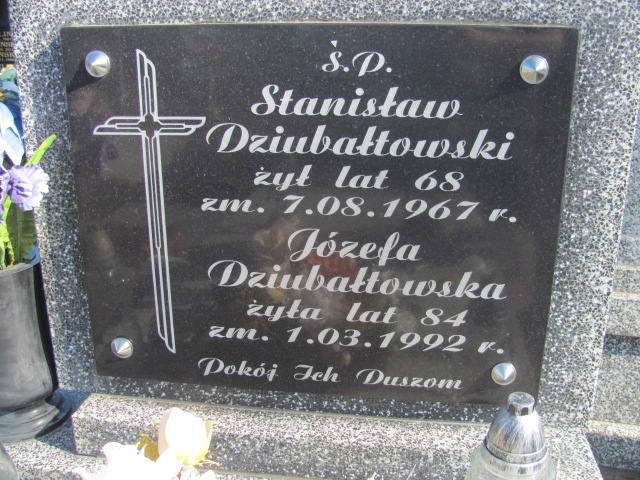 ś.p.
Stanisław
Dziubałtowski
żył lat 68
zm. 7.08.1967 r.
Józefa
Dziubałtowska
żyła lat 84
zm. 1.03.1992 r.
Pokój Ich Duszom